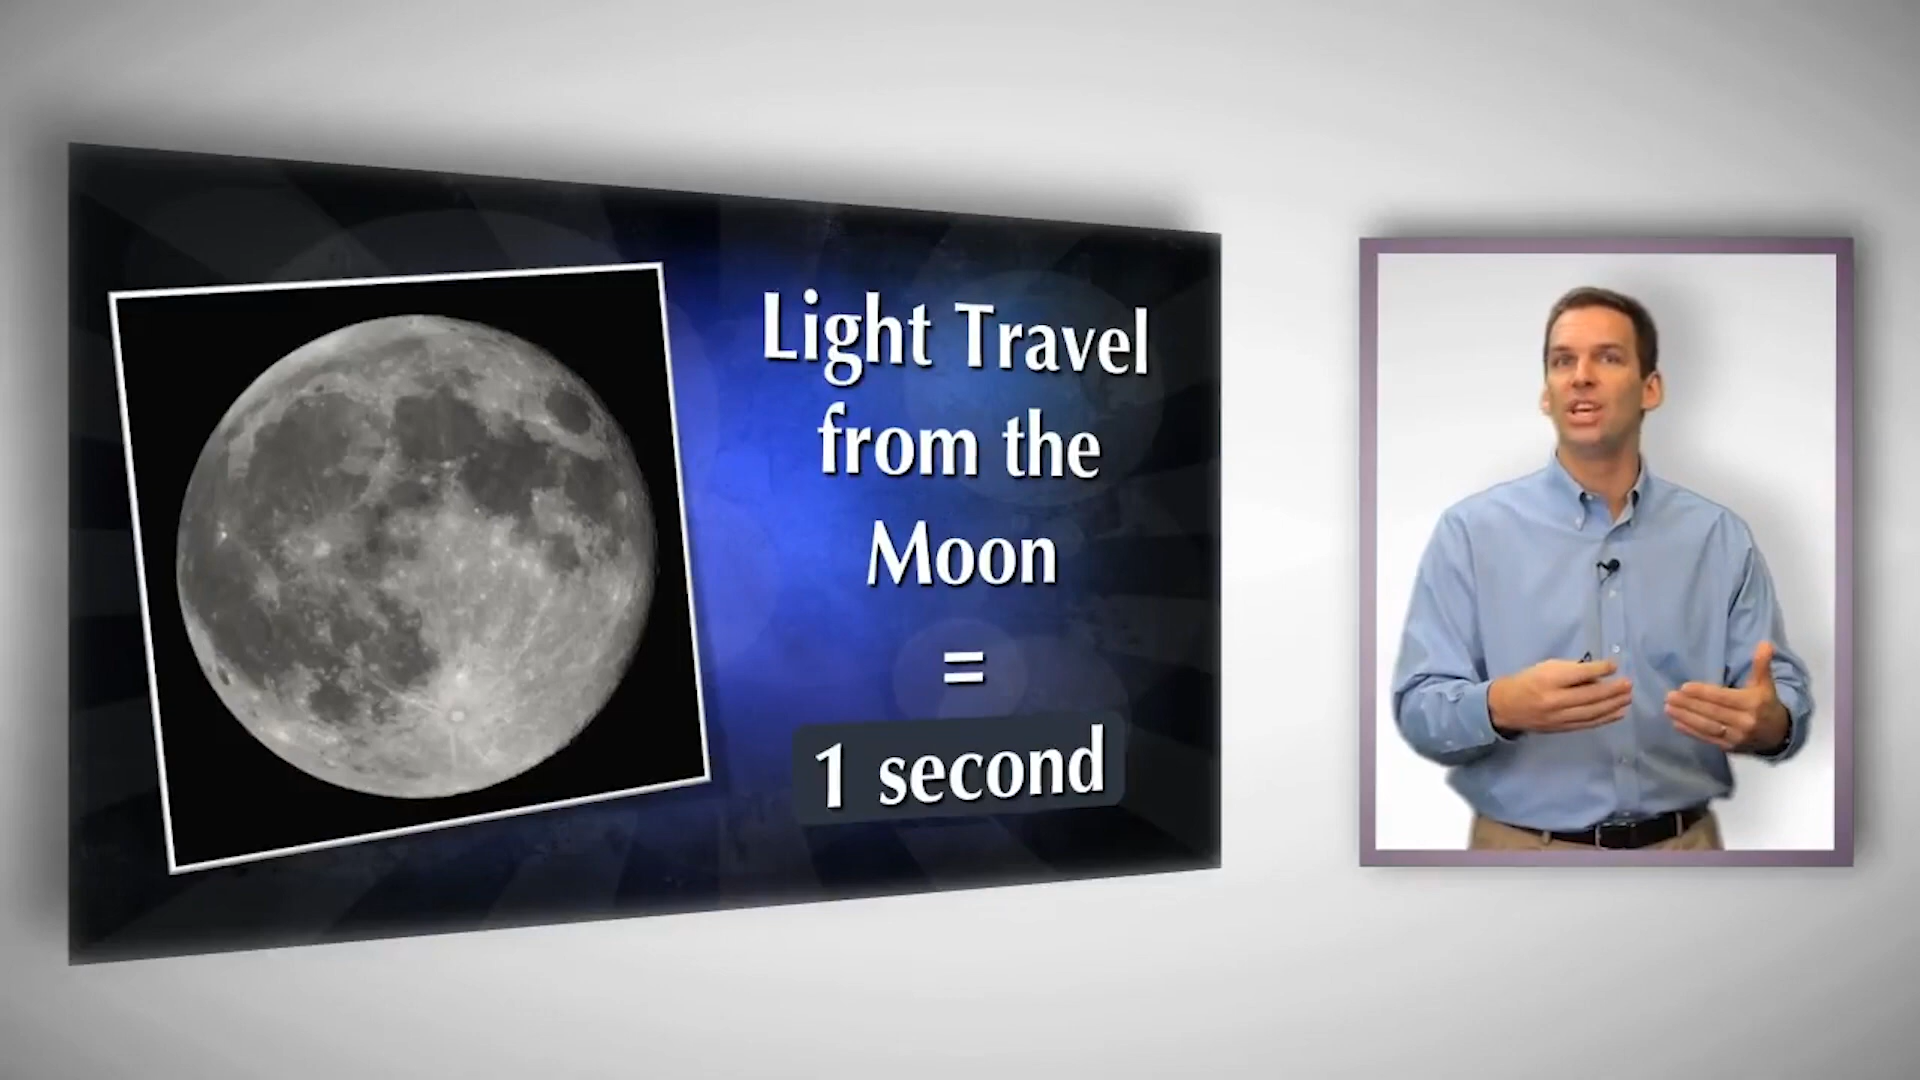 Light Travel
from the
Moon
=
1 second